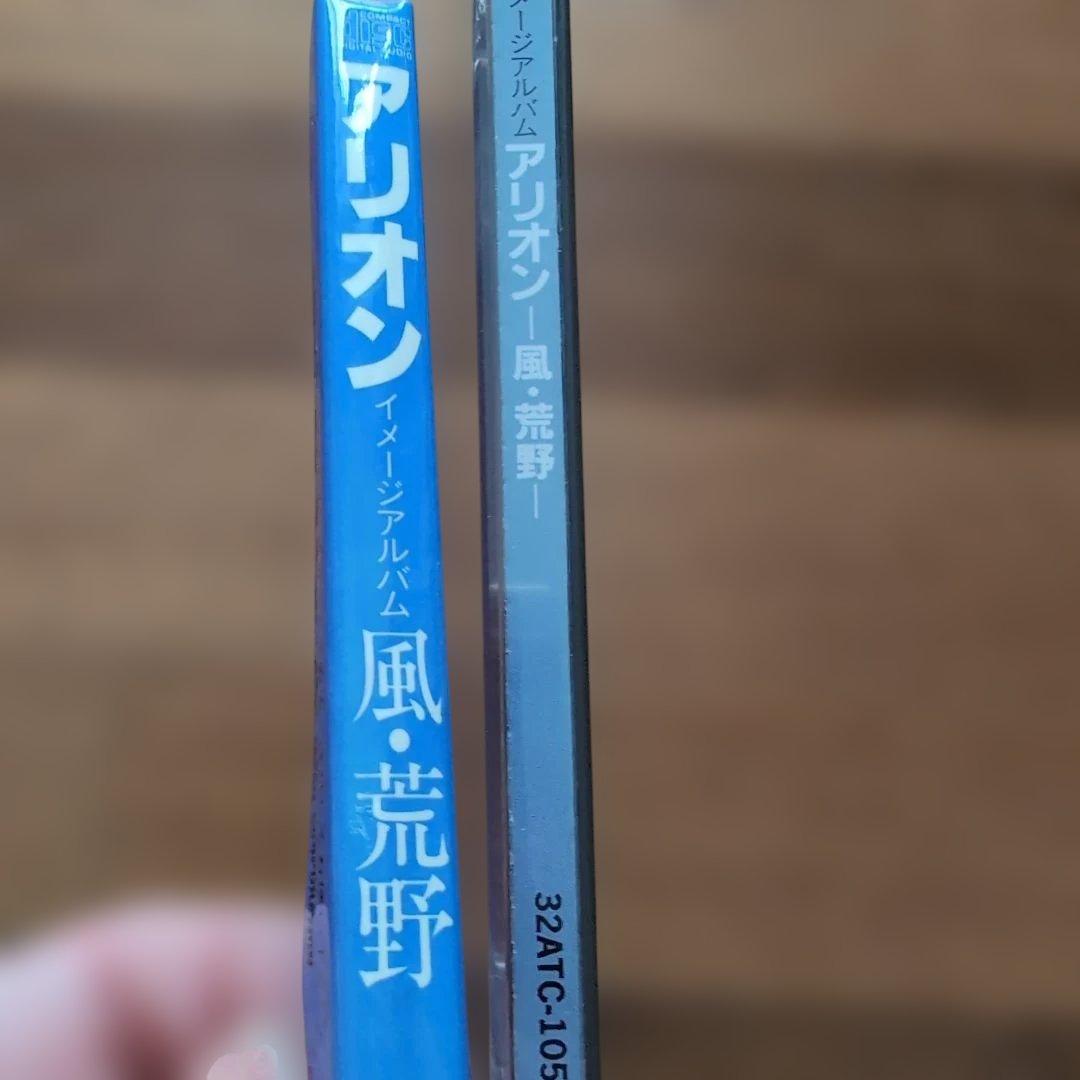 COMPACT
disc
DIGITAL AUDIO
アリオン
イメージアルバム
風・荒野
メージアルバム
アリオン―風・荒野―
32ATC-105